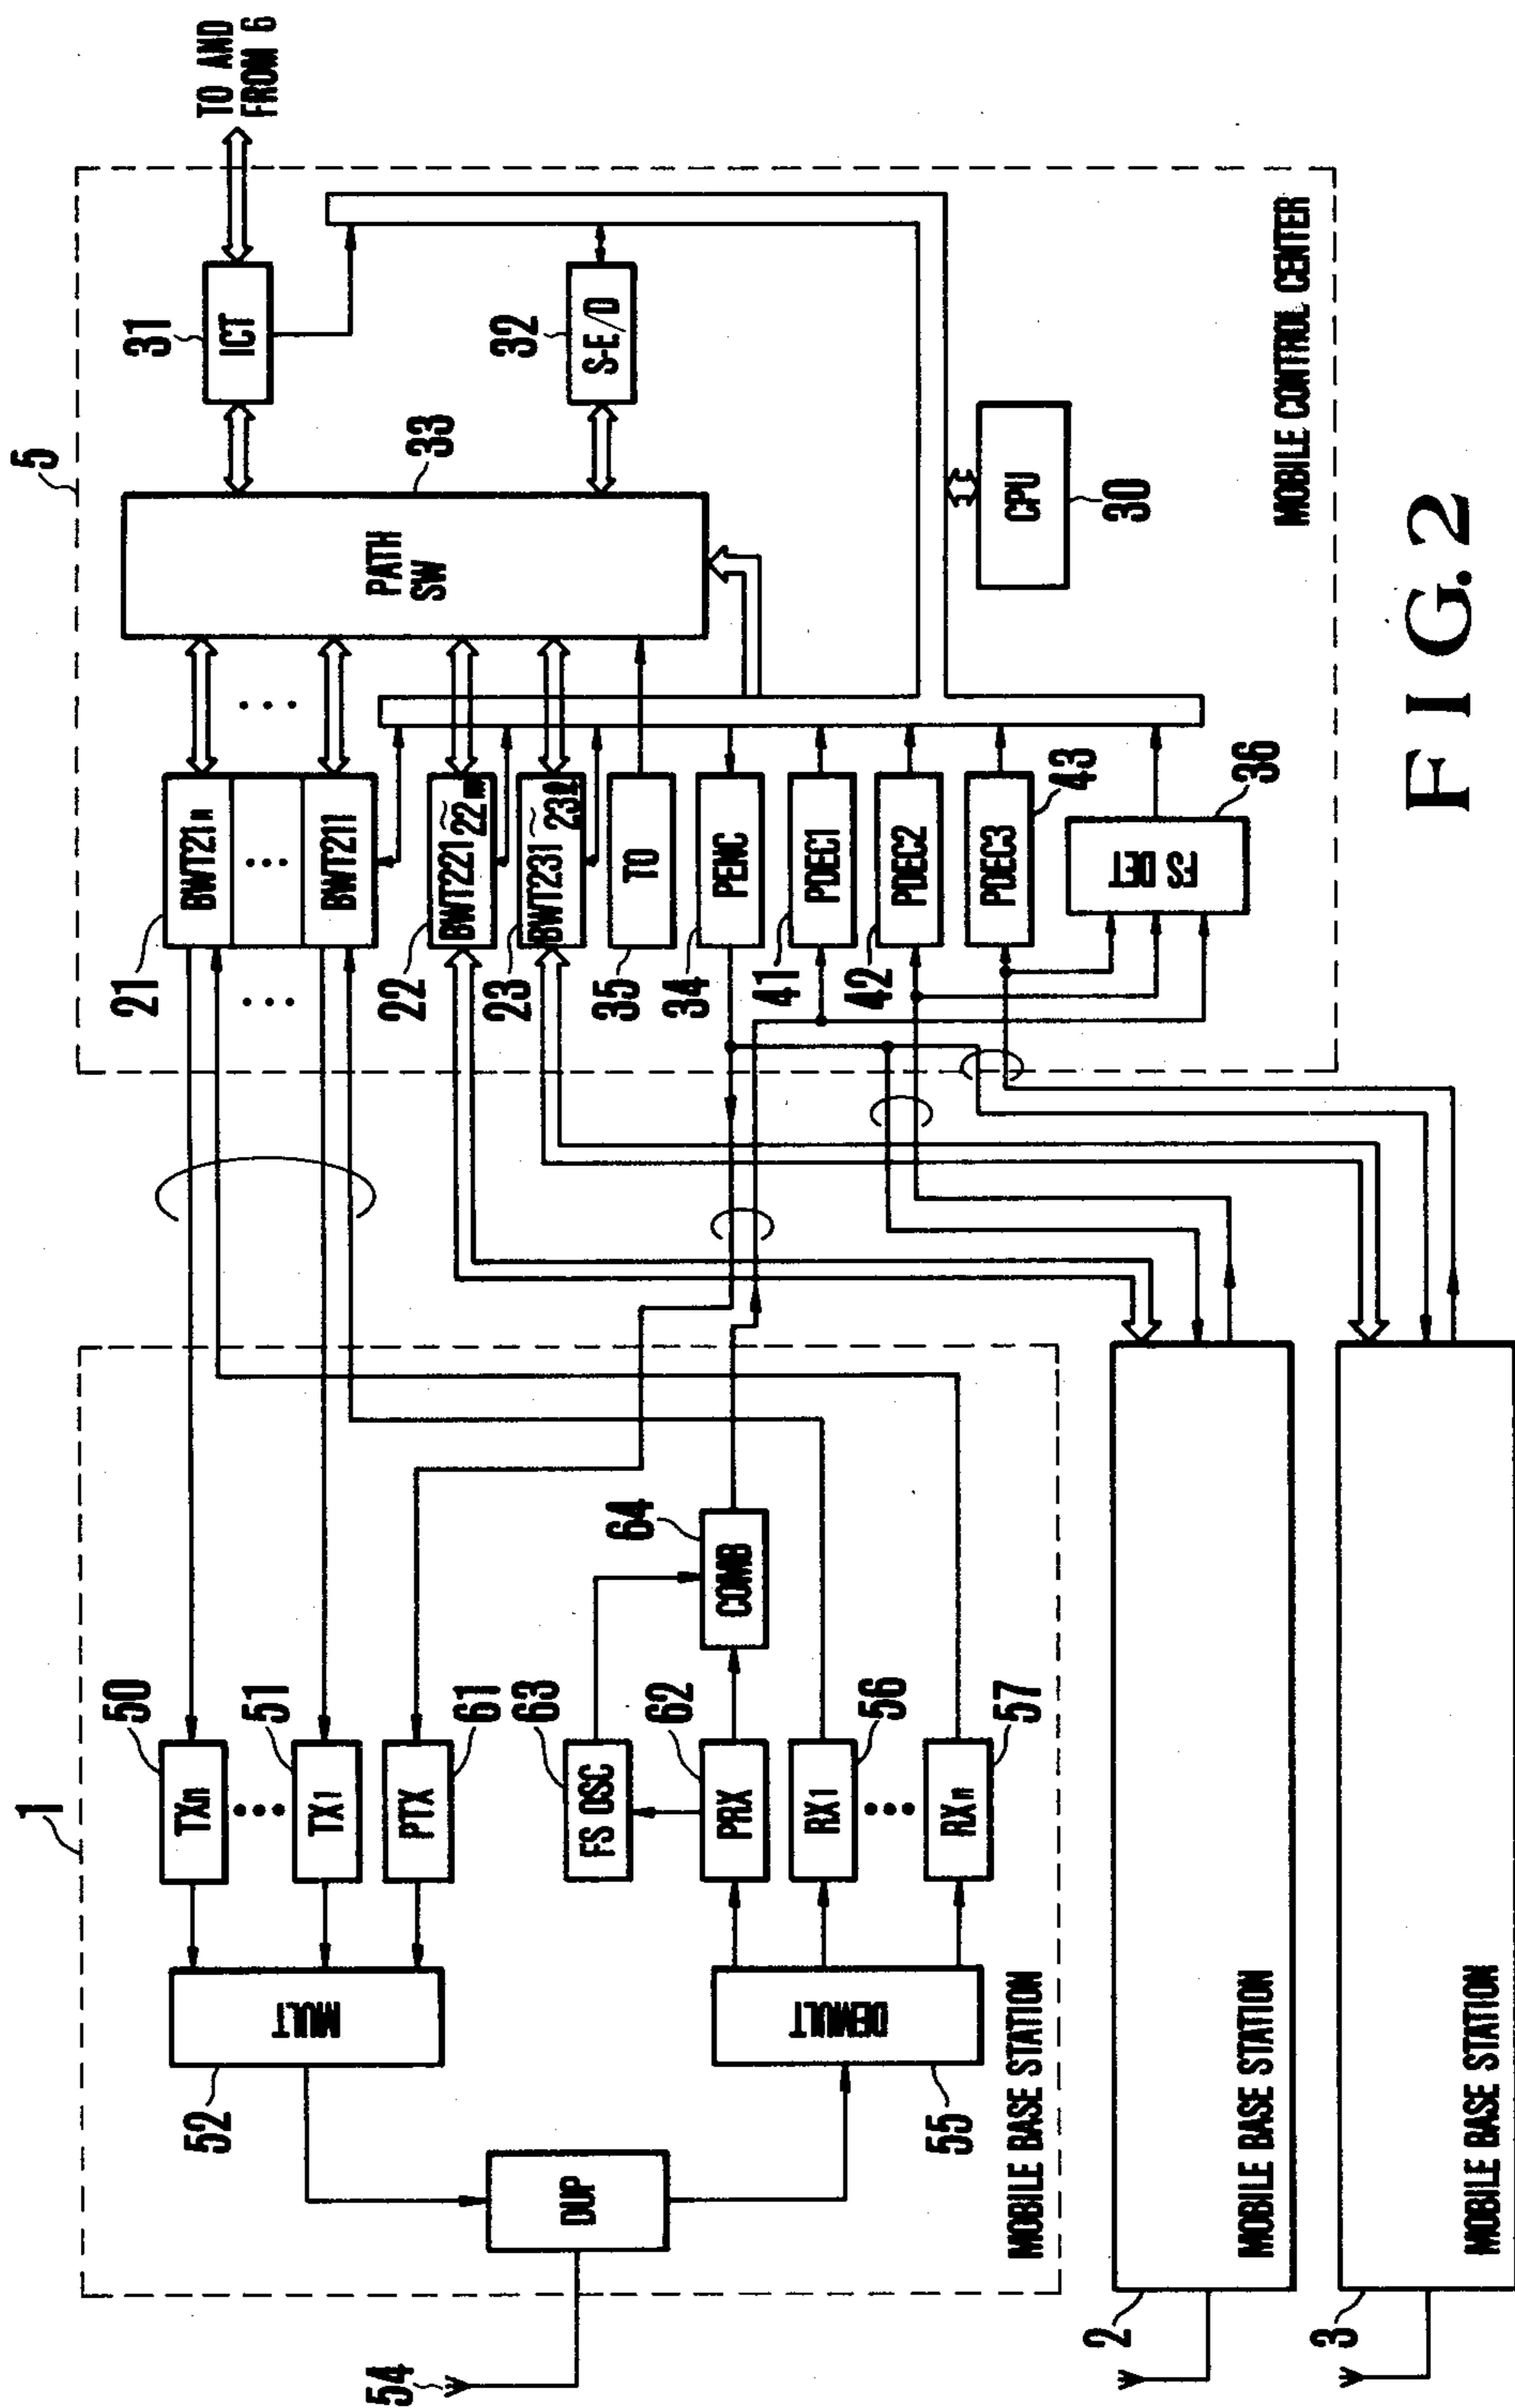 TO AND
FROM 6
5
31
ICT
32
S-E/D
33
PATH
SW
CPU
30
MOBILE CONTROL CENTER
21
BWT21n
BWT211
22
BWT221
22m
23
BWT231
35
TO
34
PENC
41
PDEC1
42
PDEC2
PDEC3
43
FS DET
36
1
50
TXn
51
TX1
61
PTX
63
FS OSC
64
COMB
62
PRX
56
RX1
57
RXn
MULT
52
DEMULT
55
DUP
54
MOBILE BASE STATION
2
MOBILE BASE STATION
3
MOBILE BASE STATION
FIG.2